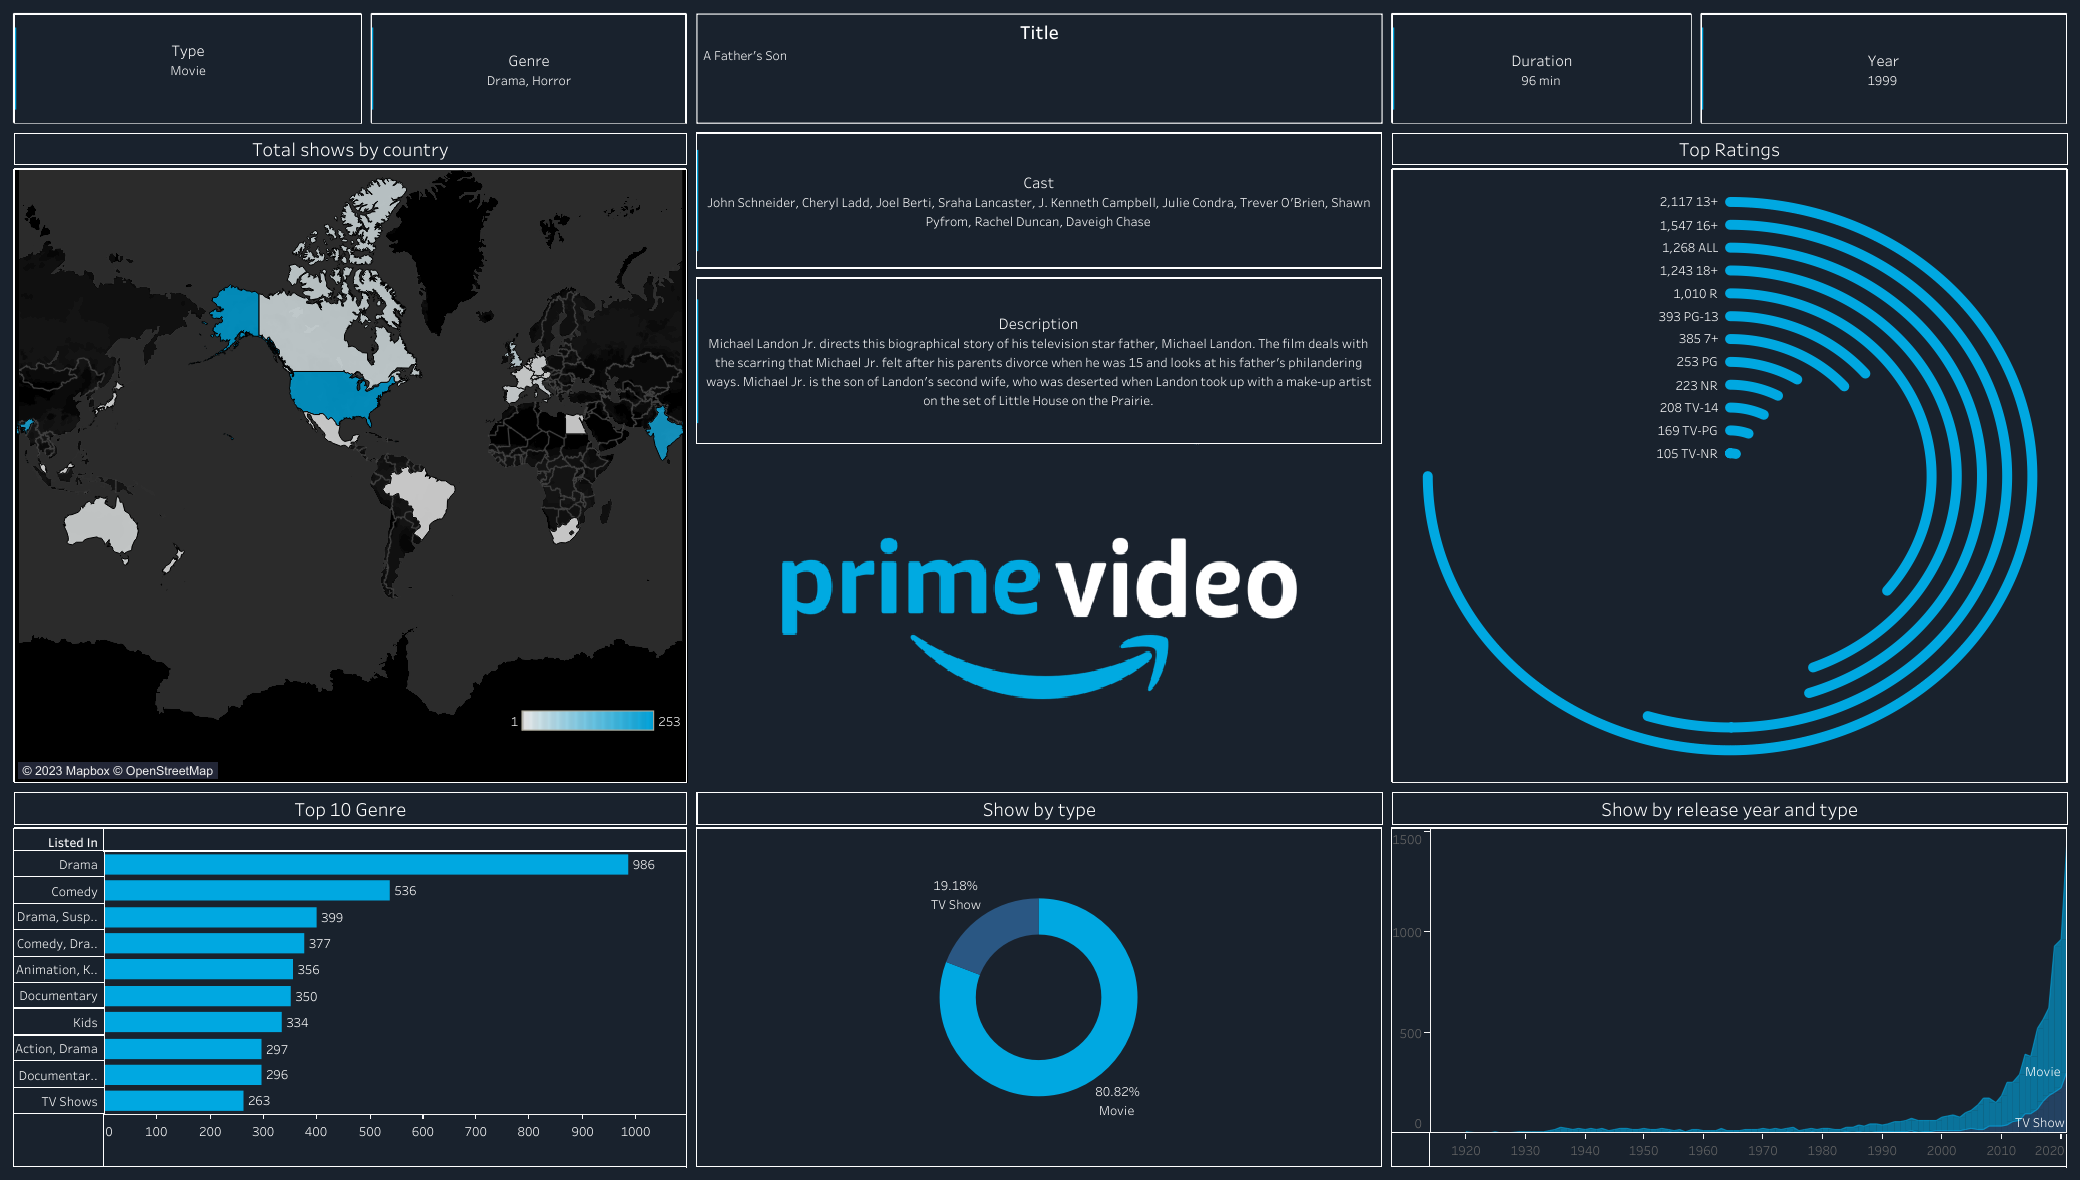 Type
Movie
Genre
Drama, Horror
Title
A Father's Son
Duration
96 min
Year
1999
Total shows by country
1
253
© 2023 Mapbox © OpenStreetMap
Cast
John Schneider, Cheryl Ladd, Joel Berti, Sraha Lancaster, J. Kenneth Campbell, Julie Condra, Trever O'Brien, Shawn
Pyfrom, Rachel Duncan, Daveigh Chase
Description
Michael Landon Jr. directs this biographical story of his television star father, Michael Landon. The film deals with
the scarring that Michael Jr. felt after his parents divorce when he was 15 and looks at his father's philandering
ways. Michael Jr. is the son of Landon's second wife, who was deserted when Landon took up with a make-up artist
on the set of Little House on the Prairie.
prime video
Top Ratings
2,117 13+
1,547 16+
1,268 ALL
1,243 18+
1,010 R
393 PG-13
385 7+
253 PG
223 NR
208 TV-14
169 TV-PG
105 TV-NR
Top 10 Genre
Listed In
Drama 986
Comedy 536
Drama, Susp.. 399
Comedy, Dra.. 377
Animation, K.. 356
Documentary 350
Kids 334
Action, Drama 297
Documentar.. 296
TV Shows 263
0 100 200 300 400 500 600 700 800 900 1000
Show by type
19.18%
TV Show
80.82%
Movie
Show by release year and type
1500
1000
500
0
Movie
TV Show
1920 1930 1940 1950 1960 1970 1980 1990 2000 2010 2020